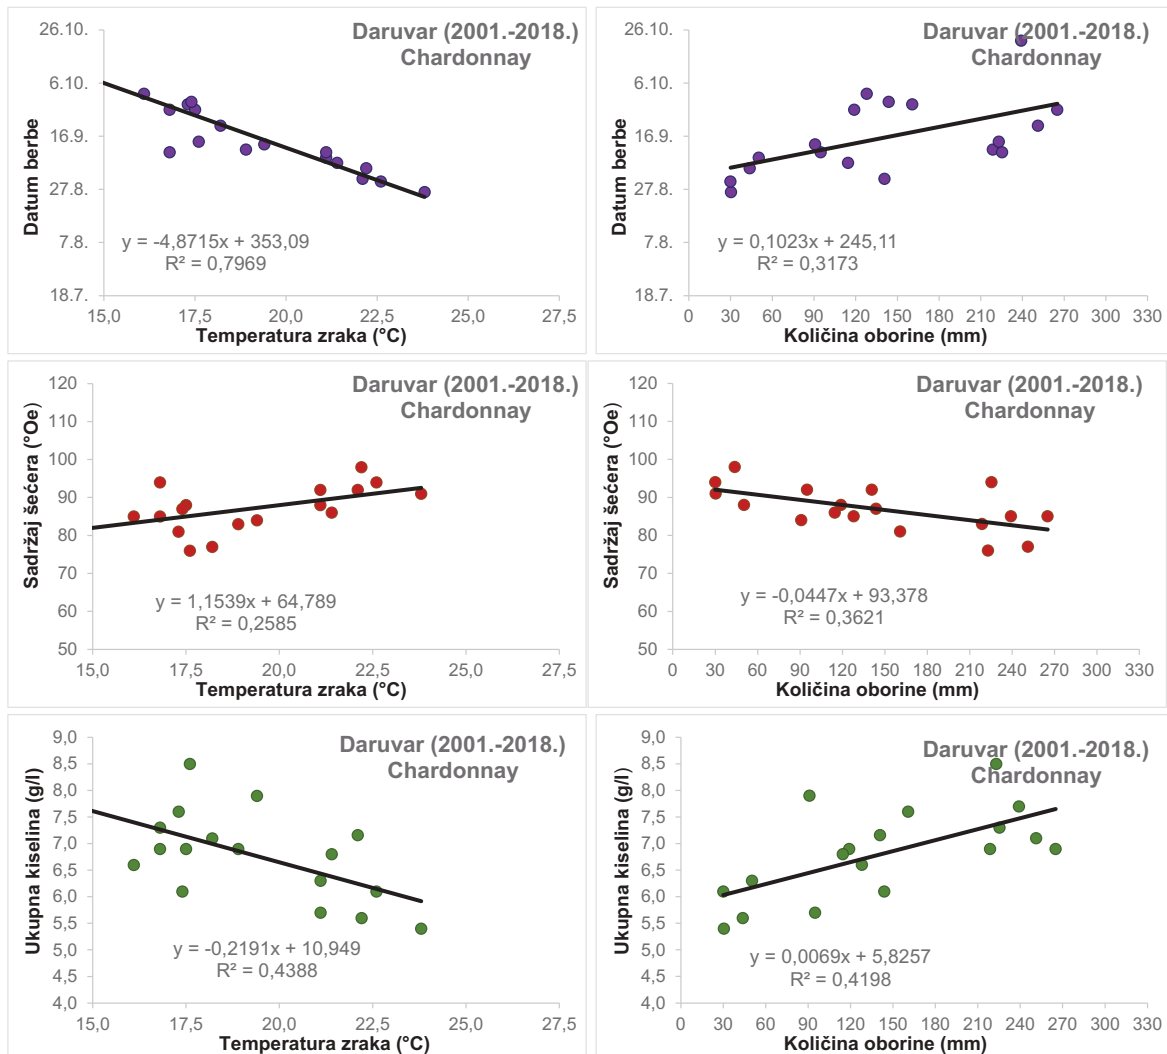 Daruvar (2001.-2018.)
Chardonnay
Datum berbe
26.10.
6.10.
16.9.
27.8.
7.8.
18.7.
y = -4,8715x + 353,09
R² = 0,7969
15,0 17,5 20,0 22,5 25,0 27,5
Temperatura zraka (°C)
Daruvar (2001.-2018.)
Chardonnay
Datum berbe
26.10.
6.10.
16.9.
27.8.
7.8.
18.7.
y = 0,1023x + 245,11
R² = 0,3173
0 30 60 90 120 150 180 210 240 270 300 330
Količina oborine (mm)
Daruvar (2001.-2018.)
Chardonnay
Sadržaj šećera (°Oe)
120
110
100
90
80
70
60
50
y = 1,1539x + 64,789
R² = 0,2585
15,0 17,5 20,0 22,5 25,0 27,5
Temperatura zraka (°C)
Daruvar (2001.-2018.)
Chardonnay
Sadržaj šećera (°Oe)
120
110
100
90
80
70
60
50
y = -0,0447x + 93,378
R² = 0,3621
0 30 60 90 120 150 180 210 240 270 300 330
Količina oborine (mm)
Daruvar (2001.-2018.)
Chardonnay
Ukupna kiselina (g/l)
9,0
8,5
8,0
7,5
7,0
6,5
6,0
5,5
5,0
4,5
4,0
y = -0,2191x + 10,949
R² = 0,4388
15,0 17,5 20,0 22,5 25,0 27,5
Temperatura zraka (°C)
Daruvar (2001.-2018.)
Chardonnay
Ukupna kiselina (g/l)
9,0
8,5
8,0
7,5
7,0
6,5
6,0
5,5
5,0
4,5
4,0
y = 0,0069x + 5,8257
R² = 0,4198
0 30 60 90 120 150 180 210 240 270 300 330
Količina oborine (mm)